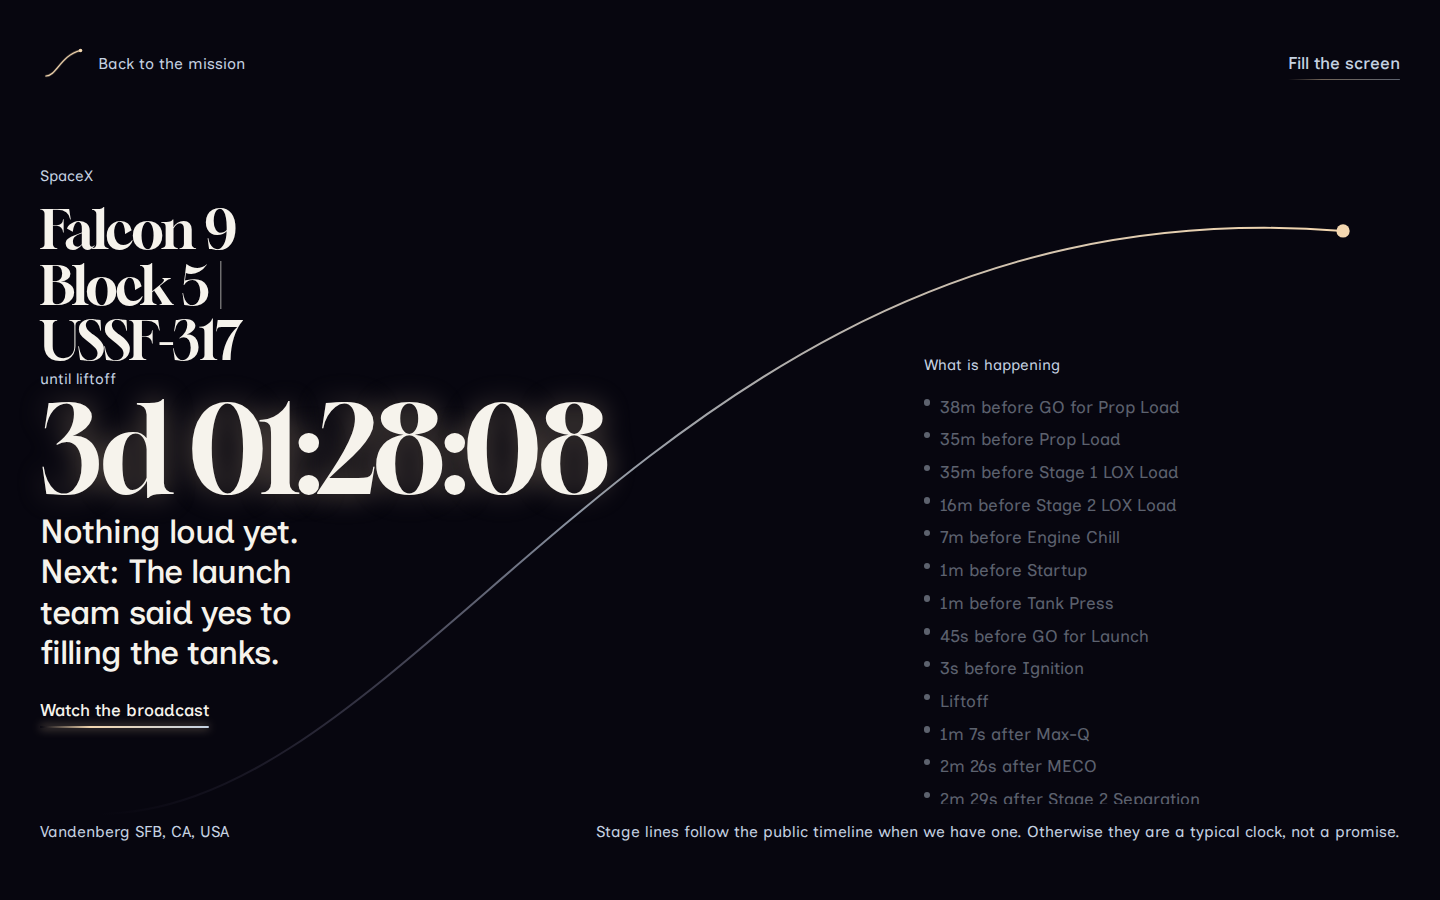 Back to the mission
Fill the screen
SpaceX
Falcon 9
Block 5 |
USSF-317
until liftoff
3d 01:28:08
Nothing loud yet.
Next: The launch
team said yes to
filling the tanks.
Watch the broadcast
What is happening
38m before GO for Prop Load
35m before Prop Load
35m before Stage 1 LOX Load
16m before Stage 2 LOX Load
7m before Engine Chill
1m before Startup
1m before Tank Press
45s before GO for Launch
3s before Ignition
Liftoff
1m 7s after Max-Q
2m 26s after MECO
2m 29s after Stage 2 Separation
Vandenberg SFB, CA, USA
Stage lines follow the public timeline when we have one. Otherwise they are a typical clock, not a promise.